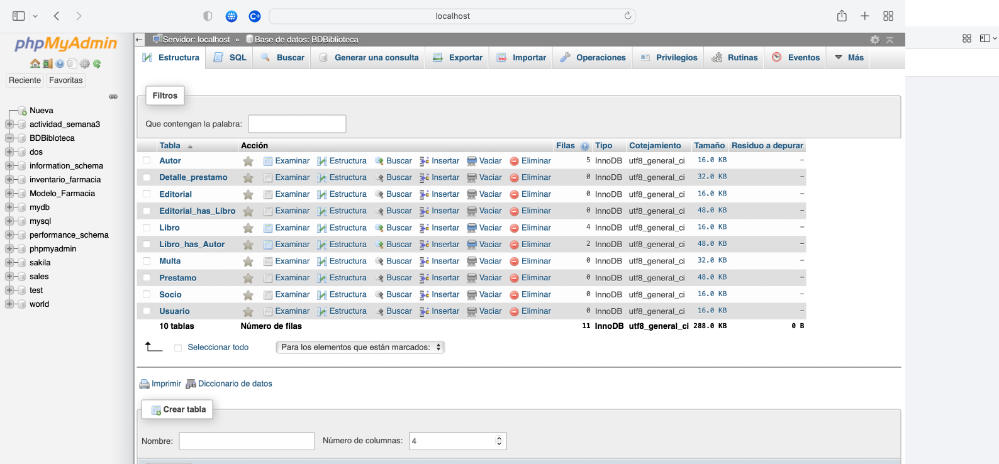 localhost
phpMyAdmin
Reciente Favoritas
Nueva
actividad_semana3
BDBibloteca
dos
information_schema
inventario_farmacia
Modelo_Farmacia
mydb
mysql
performance_schema
phpmyadmin
sakila
sales
test
world
Servidor: localhost » Base de datos: BDBiblioteca
Estructura SQL Buscar Generar una consulta Exportar Importar Operaciones Privilegios Rutinas Eventos Más
Filtros
Que contengan la palabra:
Tabla Acción Filas Tipo Cotejamiento Tamaño Residuo a depurar
Autor Examinar Estructura Buscar Insertar Vaciar Eliminar 5 InnoDB utf8_general_ci 16.0 KB –
Detalle_prestamo Examinar Estructura Buscar Insertar Vaciar Eliminar 0 InnoDB utf8_general_ci 32.0 KB –
Editorial Examinar Estructura Buscar Insertar Vaciar Eliminar 0 InnoDB utf8_general_ci 16.0 KB –
Editorial_has_Libro Examinar Estructura Buscar Insertar Vaciar Eliminar 0 InnoDB utf8_general_ci 48.0 KB –
Libro Examinar Estructura Buscar Insertar Vaciar Eliminar 4 InnoDB utf8_general_ci 16.0 KB –
Libro_has_Autor Examinar Estructura Buscar Insertar Vaciar Eliminar 2 InnoDB utf8_general_ci 48.0 KB –
Multa Examinar Estructura Buscar Insertar Vaciar Eliminar 0 InnoDB utf8_general_ci 32.0 KB –
Prestamo Examinar Estructura Buscar Insertar Vaciar Eliminar 0 InnoDB utf8_general_ci 48.0 KB –
Socio Examinar Estructura Buscar Insertar Vaciar Eliminar 0 InnoDB utf8_general_ci 16.0 KB –
Usuario Examinar Estructura Buscar Insertar Vaciar Eliminar 0 InnoDB utf8_general_ci 16.0 KB –
10 tablas Número de filas 11 InnoDB utf8_general_ci 288.0 KB 0 B
Seleccionar todo Para los elementos que están marcados:
Imprimir Diccionario de datos
Crear tabla
Nombre: Número de columnas: 4